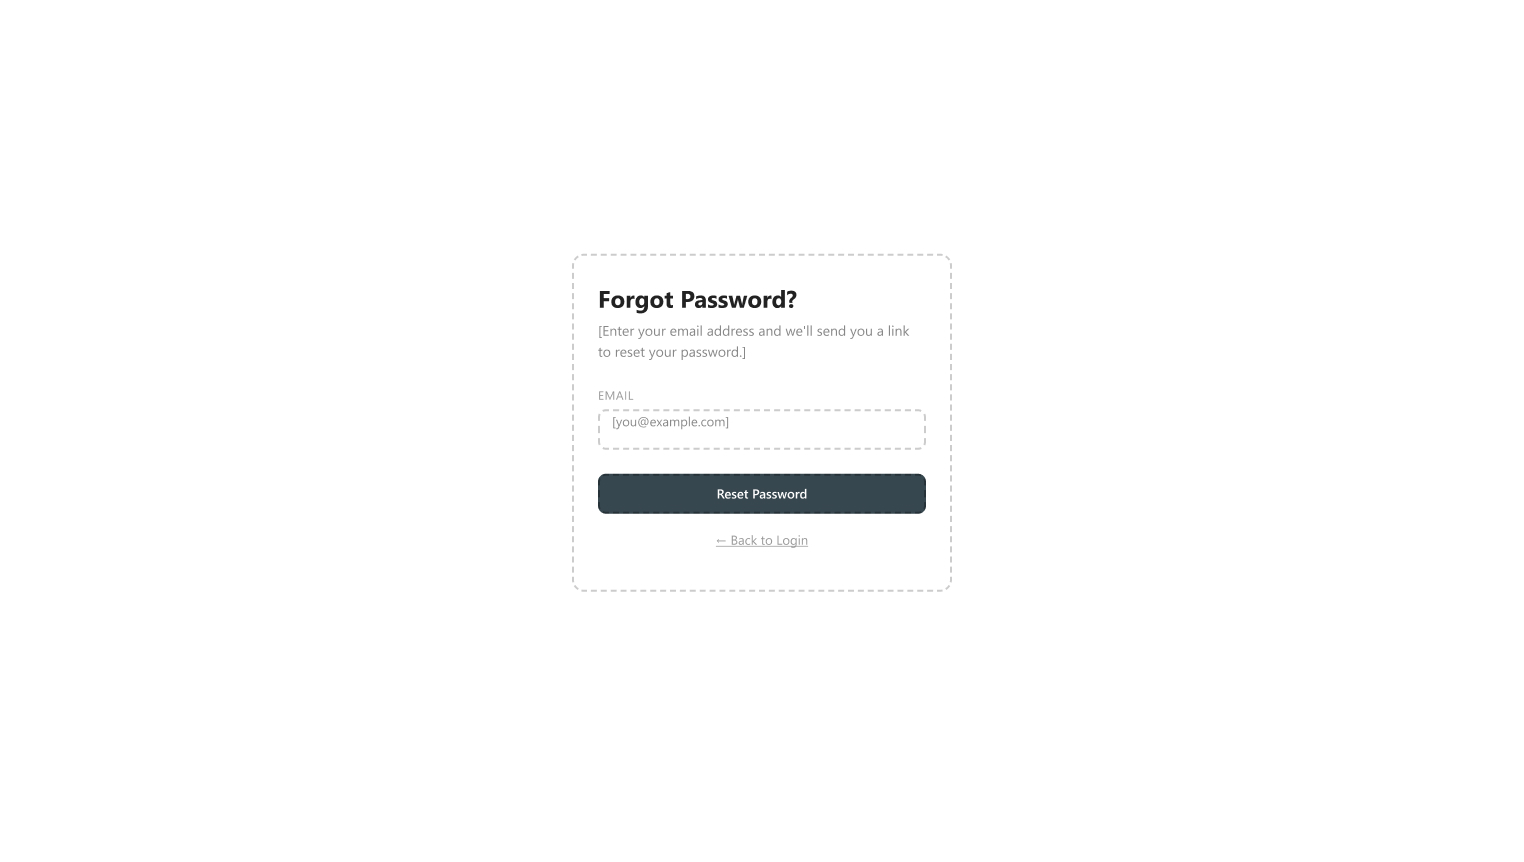 Forgot Password?
[Enter your email address and we'll send you a link
to reset your password.]
EMAIL
[you@example.com]
Reset Password
← Back to Login